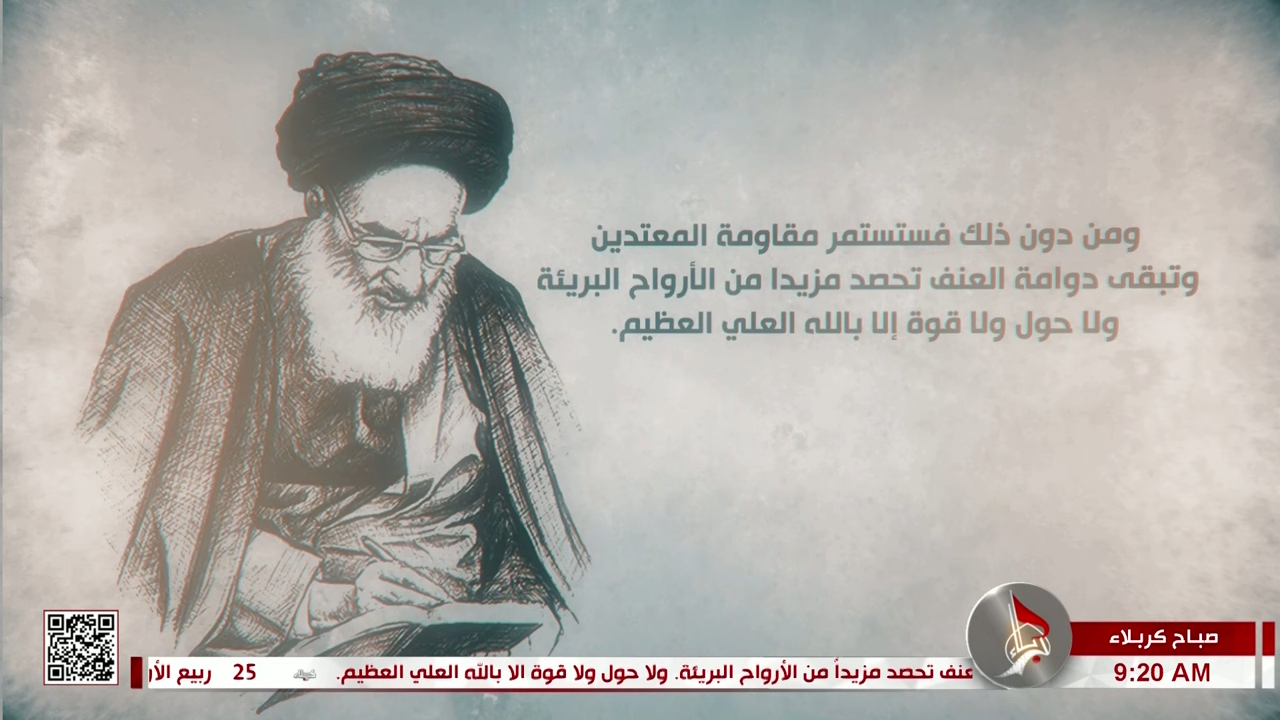 ومن دون ذلك فستستمر مقاومة المعتدين
وتبقى دوامة العنف تحصد مزيدا من الأرواح البريئة
ولا حول ولا قوة إلا بالله العلي العظيم.
صباح كربلاء
9:20 AM
عنف تحصد مزيداً من الأرواح البريئة. ولا حول ولا قوة الا بالله العلي العظيم. كربلاء 25 ربيع الأر